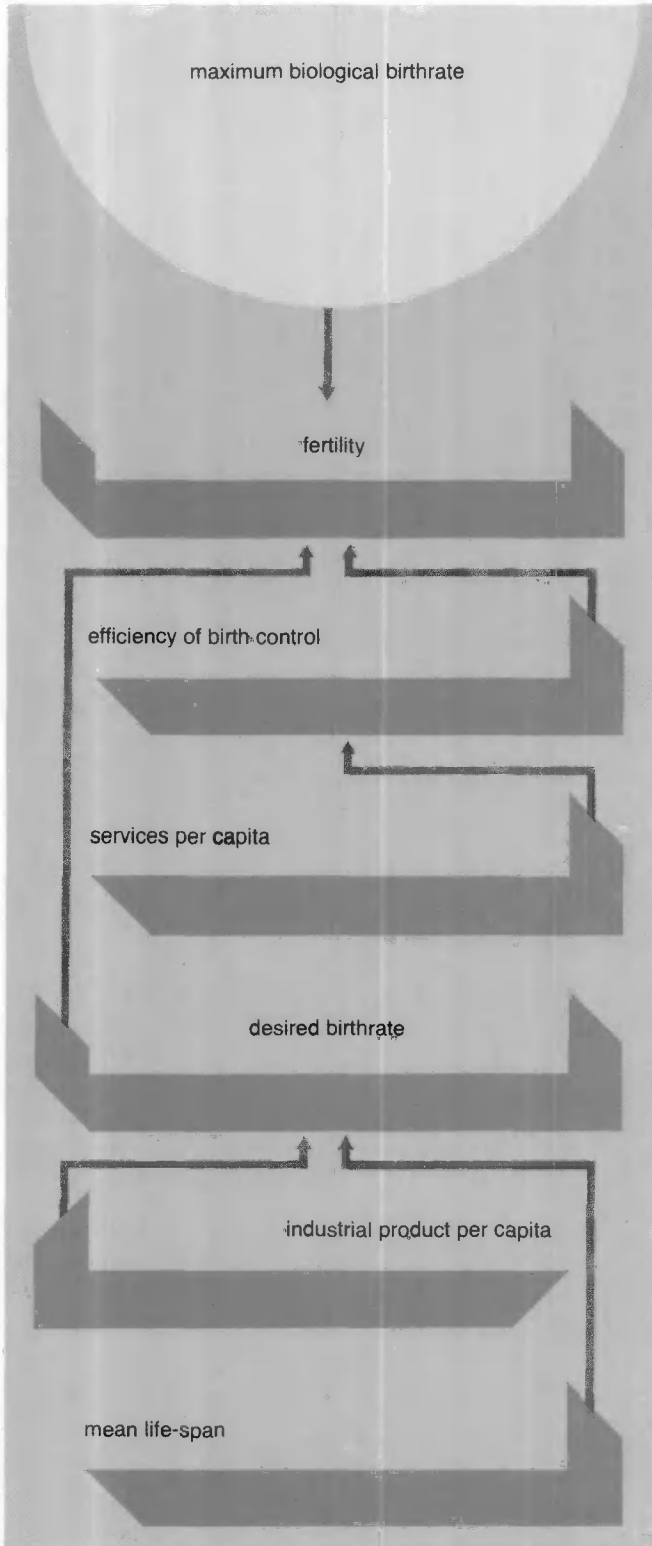 maximum biological birthrate
fertility
efficiency of birth control
services per capita
desired birthrate
industrial product per capita
mean life-span